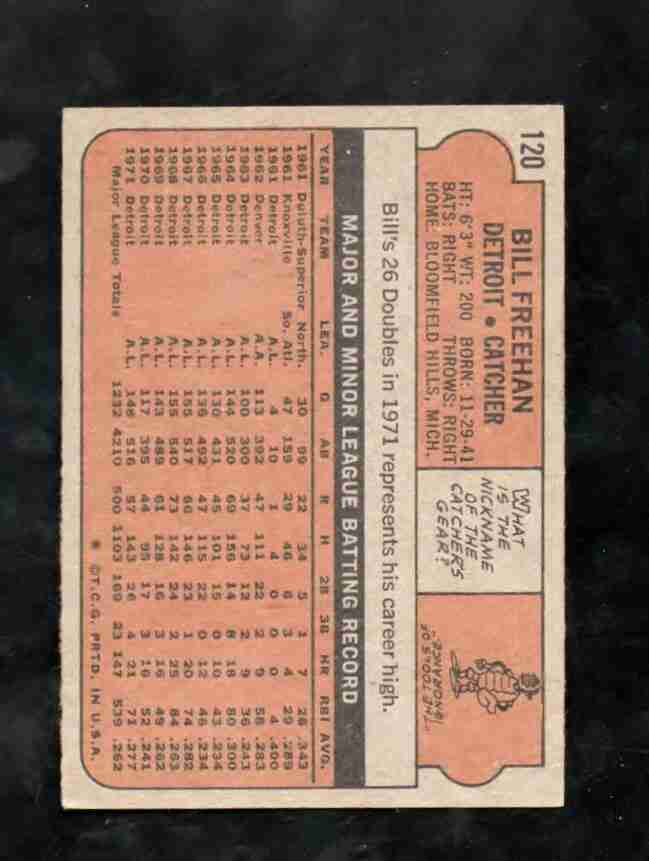 120
BILL FREEHAN
DETROIT • CATCHER
HT: 6'3" WT: 200 BORN: 11-29-41
BATS: RIGHT THROWS: RIGHT
HOME: BLOOMFIELD HILLS, MICH.
WHAT
IS THE
NICKNAME
OF THE
CATCHER'S
GEAR?
"THE TOOLS OF
IGNORANCE."
Bill's 26 Doubles in 1971 represents his career high.
MAJOR AND MINOR LEAGUE BATTING RECORD
YEAR TEAM LEA. G AB R H 2B 3B HR RBI AVG.
1961 Duluth-Superior North. 30 99 22 34 5 1 7 26 .343
1961 Knoxville So. Atl. 47 159 29 46 6 3 4 29 .289
1961 Detroit A.L. 4 10 1 4 0 0 0 4 .400
1962 Denver A.A. 113 392 47 111 22 2 9 58 .283
1963 Detroit A.L. 100 300 37 73 12 2 9 36 .243
1964 Detroit A.L. 144 520 69 156 14 8 18 80 .300
1965 Detroit A.L. 130 431 45 101 15 0 10 43 .234
1966 Detroit A.L. 136 492 47 115 22 0 12 46 .234
1967 Detroit A.L. 155 517 66 146 23 1 20 74 .282
1968 Detroit A.L. 155 540 73 142 24 2 25 84 .263
1969 Detroit A.L. 143 489 61 128 16 3 16 49 .262
1970 Detroit A.L. 117 395 44 95 17 3 16 52 .241
1971 Detroit A.L. 148 516 57 143 26 4 21 71 .277
Major League Totals 1232 4210 500 1103 169 23 147 539 .262
* © T.C.G. PRTD. IN U.S.A.